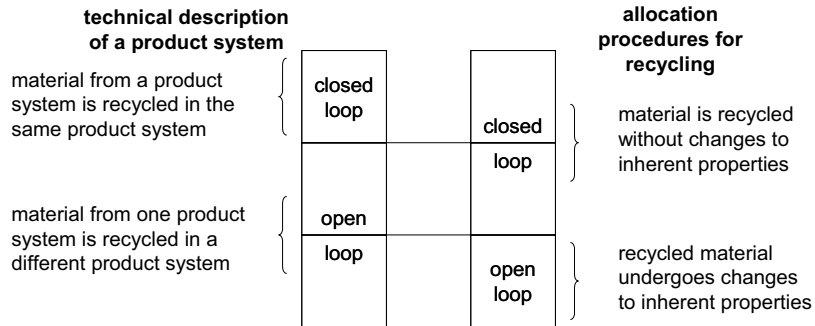 technical description
of a product system
allocation
procedures for
recycling
material from a product
system is recycled in the
same product system
closed
loop
closed
loop
material is recycled
without changes to
inherent properties
material from one product
system is recycled in a
different product system
open
loop
open
loop
recycled material
undergoes changes
to inherent properties